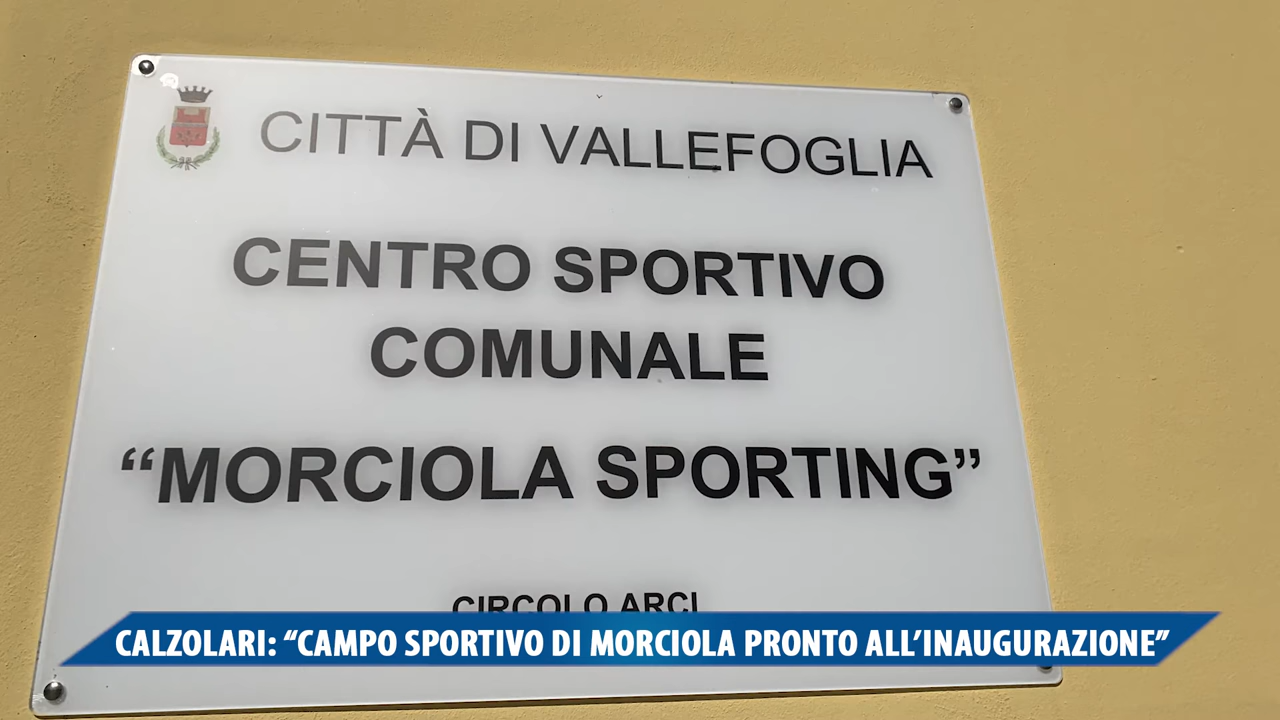 CITTÀ DI VALLEFOGLIA
CENTRO SPORTIVO
COMUNALE
“MORCIOLA SPORTING”
CIRCOLO ARCI
CALZOLARI: “CAMPO SPORTIVO DI MORCIOLA PRONTO ALL’INAUGURAZIONE”